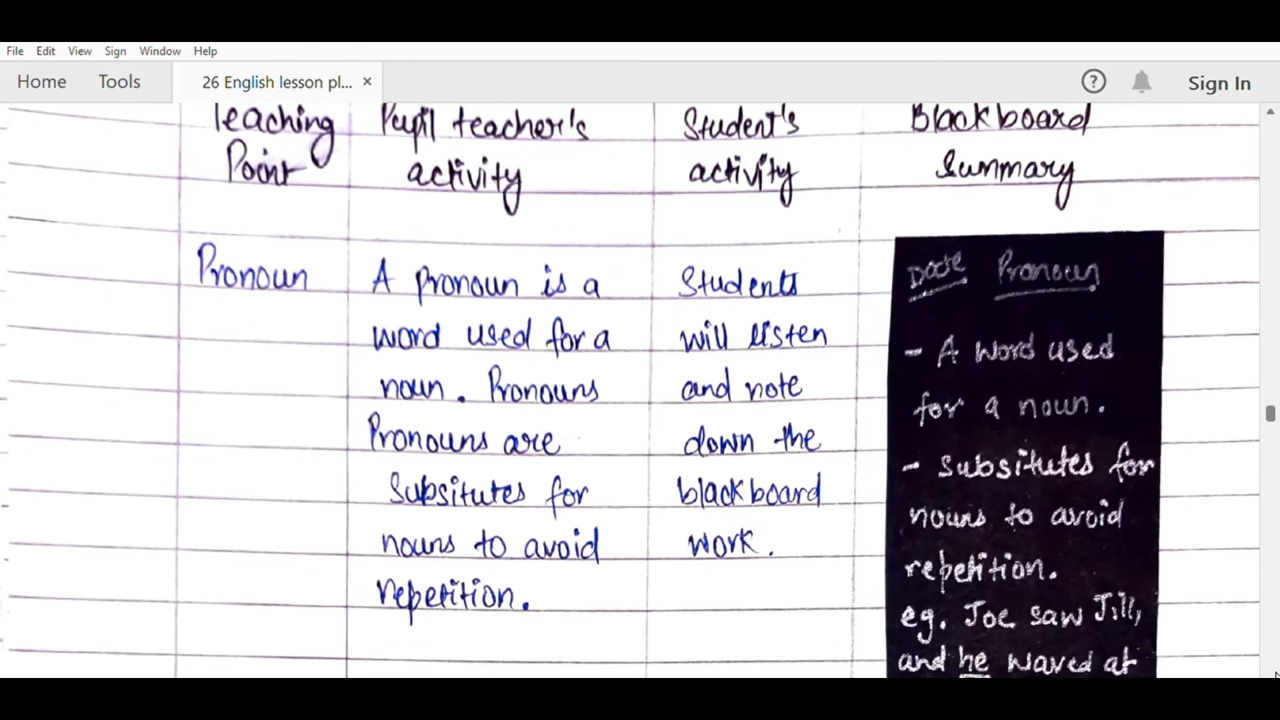 File Edit View Sign Window Help
Home Tools 26 English lesson pl... × Sign In
Teaching
Point
Pupil teacher's
activity
Student's
activity
Blackboard
Summary
Pronoun
A pronoun is a
word used for a
noun. Pronouns
Pronouns are
Subsitutes for
nouns to avoid
repetition.
Students
will listen
and note
down the
blackboard
work.
Date Pronoun
- A word used
for a noun.
- Subsitutes for
nouns to avoid
repetition.
eg. Joe saw Jill,
and he waved at